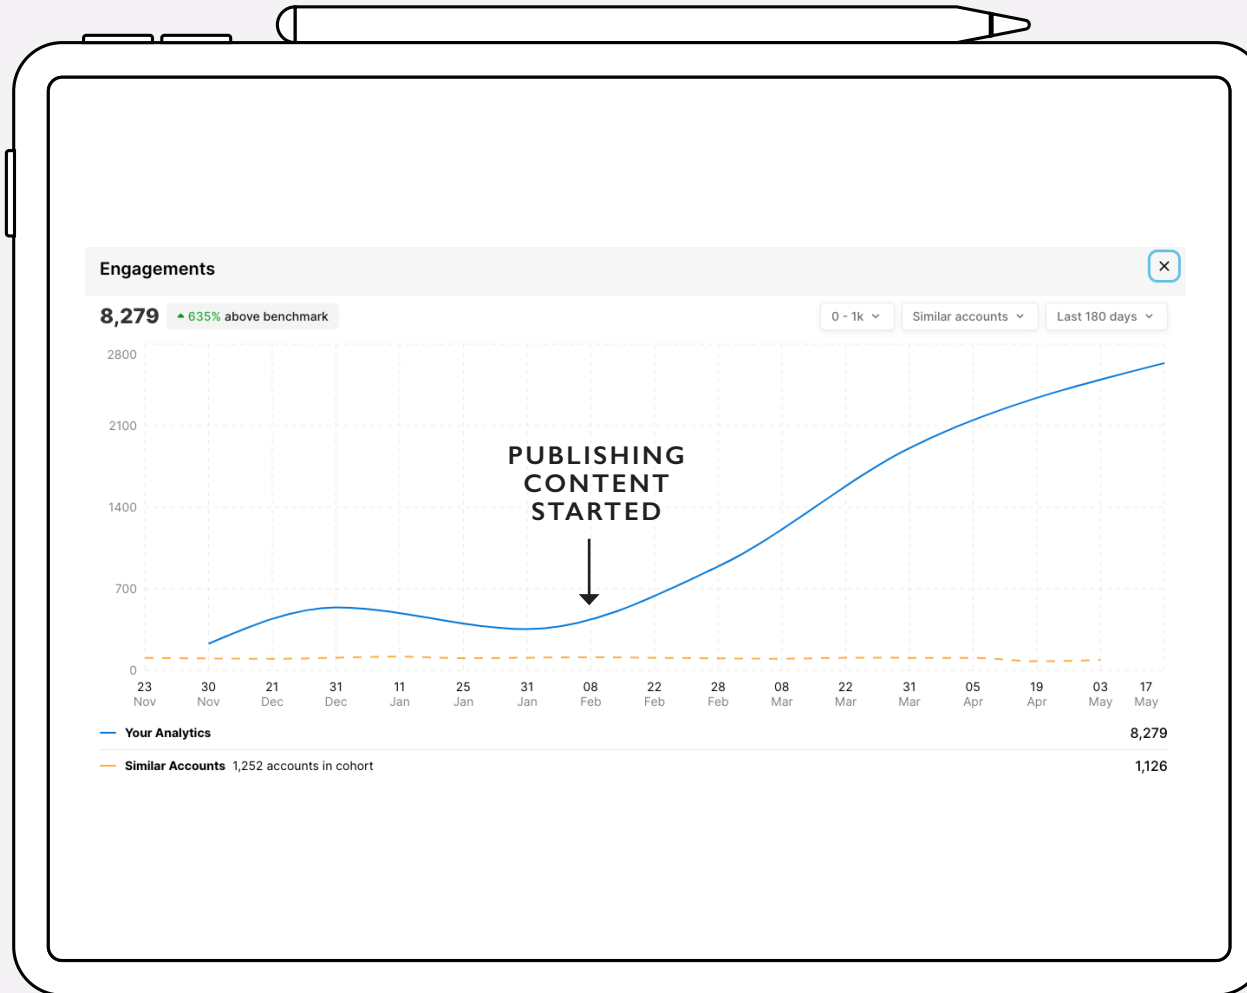 Engagements
8,279 635% above benchmark
0 - 1k Similar accounts Last 180 days
2800
2100
PUBLISHING
CONTENT
STARTED
1400
700
0
23 30 21 31 11 25 31 08 22 28 08 22 31 05 19 03 17
Nov Nov Dec Dec Jan Jan Jan Feb Feb Feb Mar Mar Mar Apr Apr May May
Your Analytics 8,279
Similar Accounts 1,252 accounts in cohort 1,126